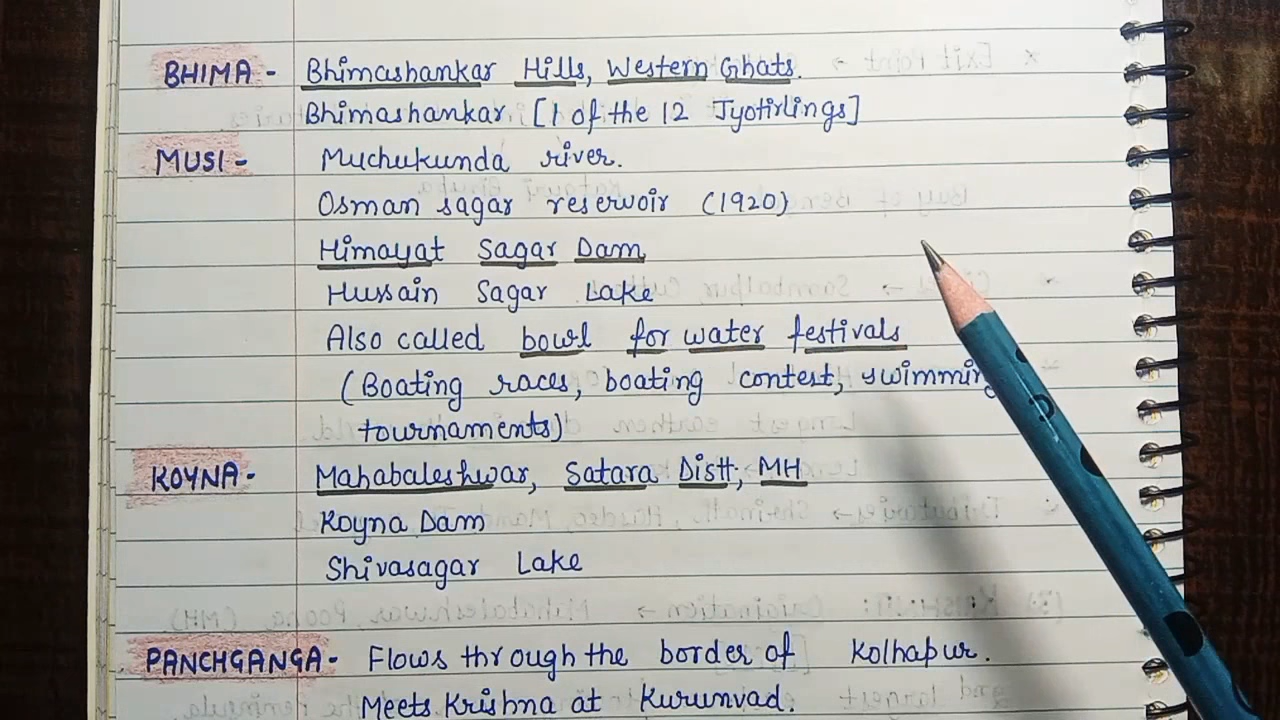 BHIMA - Bhimashankar Hills, Western Ghats.
Bhimashankar [1 of the 12 Jyotirlings]
MUSI - Muchukunda river.
Osman sagar reservoir (1920)
Himayat Sagar Dam
Hussain Sagar Lake
Also called bowl for water festivals
(Boating races, boating contest, swimming
tournaments)
KOYNA - Mahabaleshwar, Satara Distt; MH
Koyna Dam
Shivasagar Lake
PANCHGANGA - Flows through the border of Kolhapur.
Meets Krishna at Kurunvad.